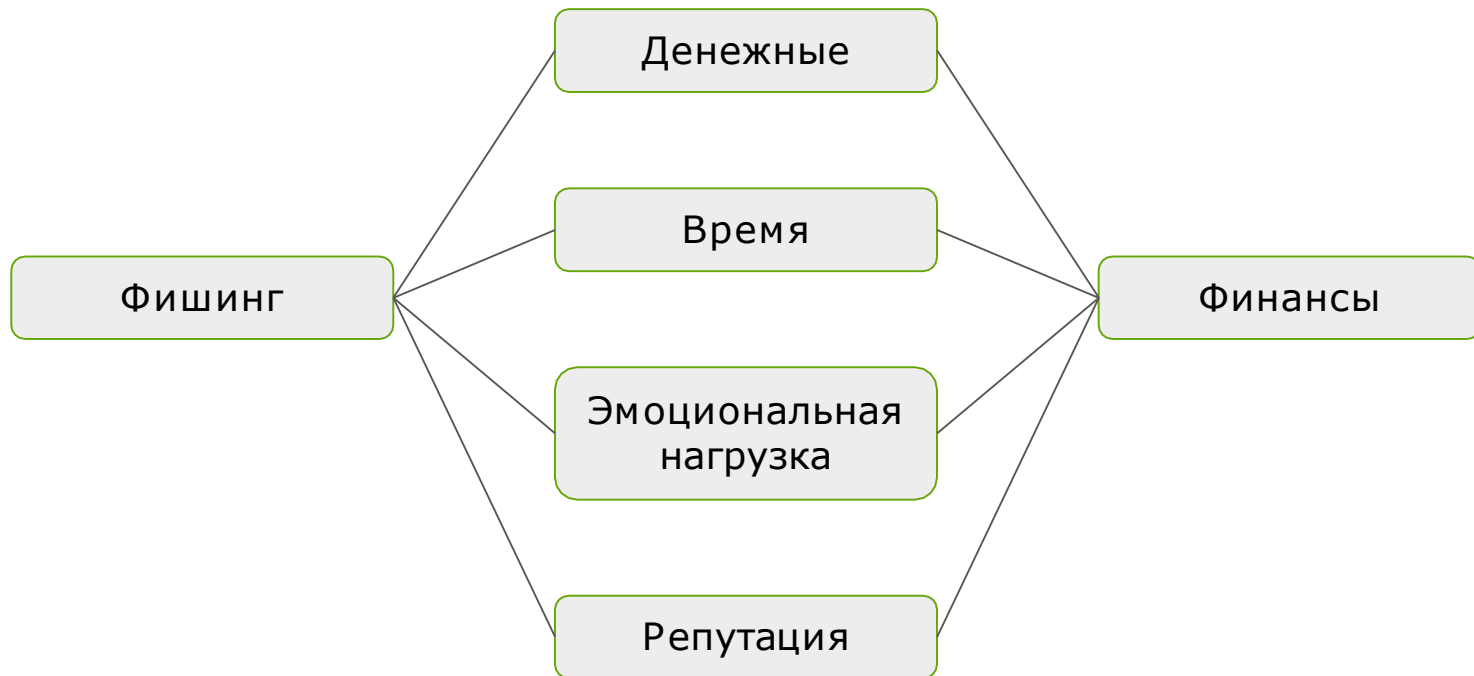 Денежные
Время
Фишинг
Финансы
Эмоциональная
нагрузка
Репутация